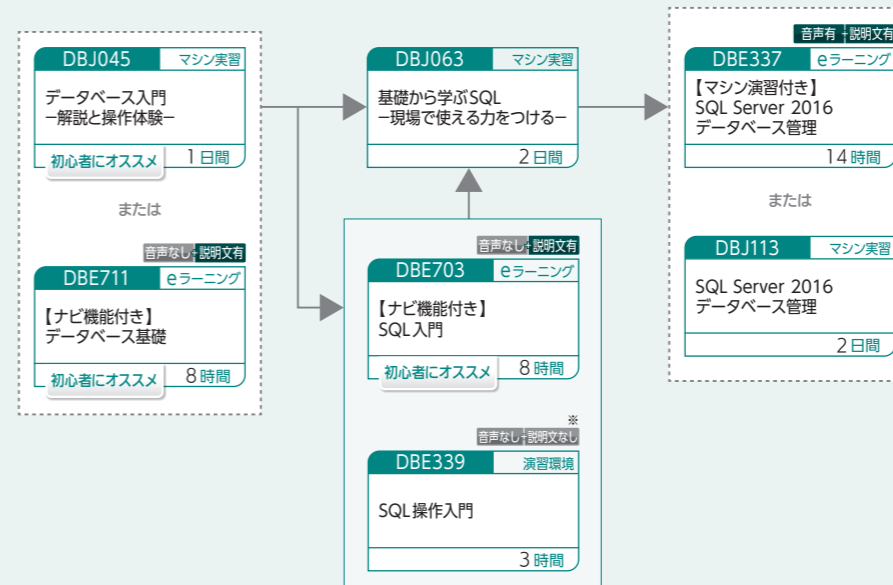 DBJ045 マシン実習
データベース入門
−解説と操作体験−
初心者にオススメ 1日間
または
音声なし+説明文有
DBE711 eラーニング
【ナビ機能付き】
データベース基礎
初心者にオススメ 8時間
DBJ063 マシン実習
基礎から学ぶSQL
−現場で使える力をつける−
2日間
音声なし+説明文有
DBE703 eラーニング
【ナビ機能付き】
SQL入門
初心者にオススメ 8時間
※
音声なし+説明文なし
DBE339 演習環境
SQL操作入門
3時間
音声有+説明文有
DBE337 eラーニング
【マシン演習付き】
SQL Server 2016
データベース管理
14時間
または
DBJ113 マシン実習
SQL Server 2016
データベース管理
2日間